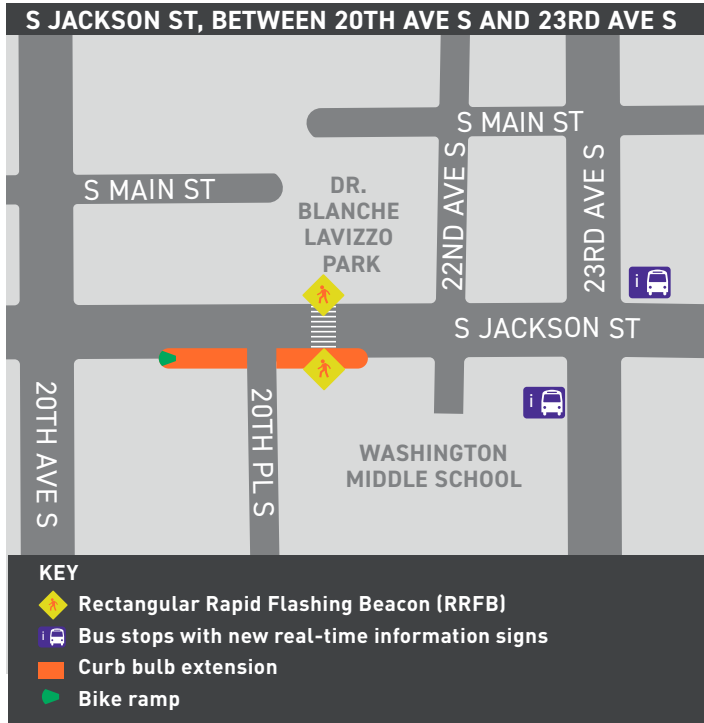 S JACKSON ST, BETWEEN 20TH AVE S AND 23RD AVE S
S MAIN ST
S MAIN ST
DR.
BLANCHE
LAVIZZO
PARK
22ND AVE S
23RD AVE S
i
S JACKSON ST
20TH AVE S
20TH PL S
i
WASHINGTON
MIDDLE SCHOOL
KEY
Rectangular Rapid Flashing Beacon (RRFB)
i Bus stops with new real-time information signs
Curb bulb extension
Bike ramp